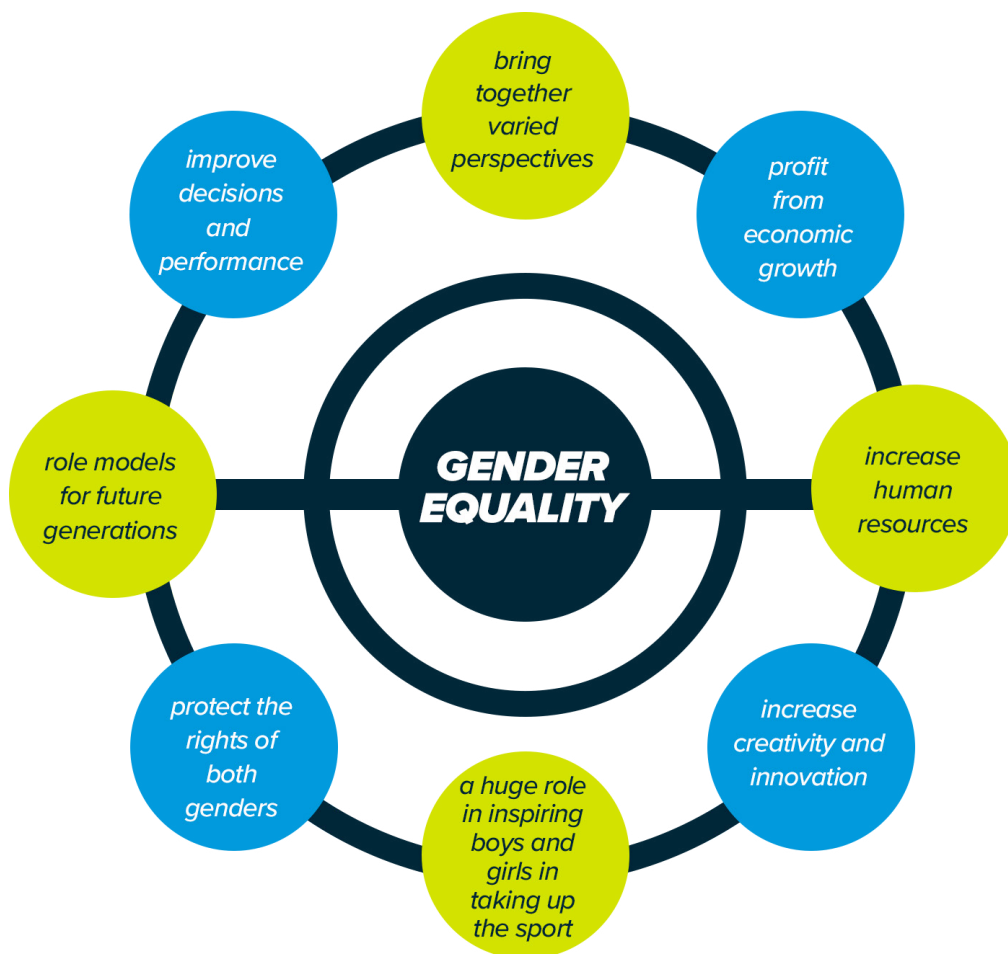 bring
together
varied
perspectives
profit
from
economic
growth
increase
human
resources
increase
creativity and
innovation
a huge role
in inspiring
boys and
girls in
taking up
the sport
protect the
rights of
both
genders
role models
for future
generations
improve
decisions
and
performance
GENDER
EQUALITY